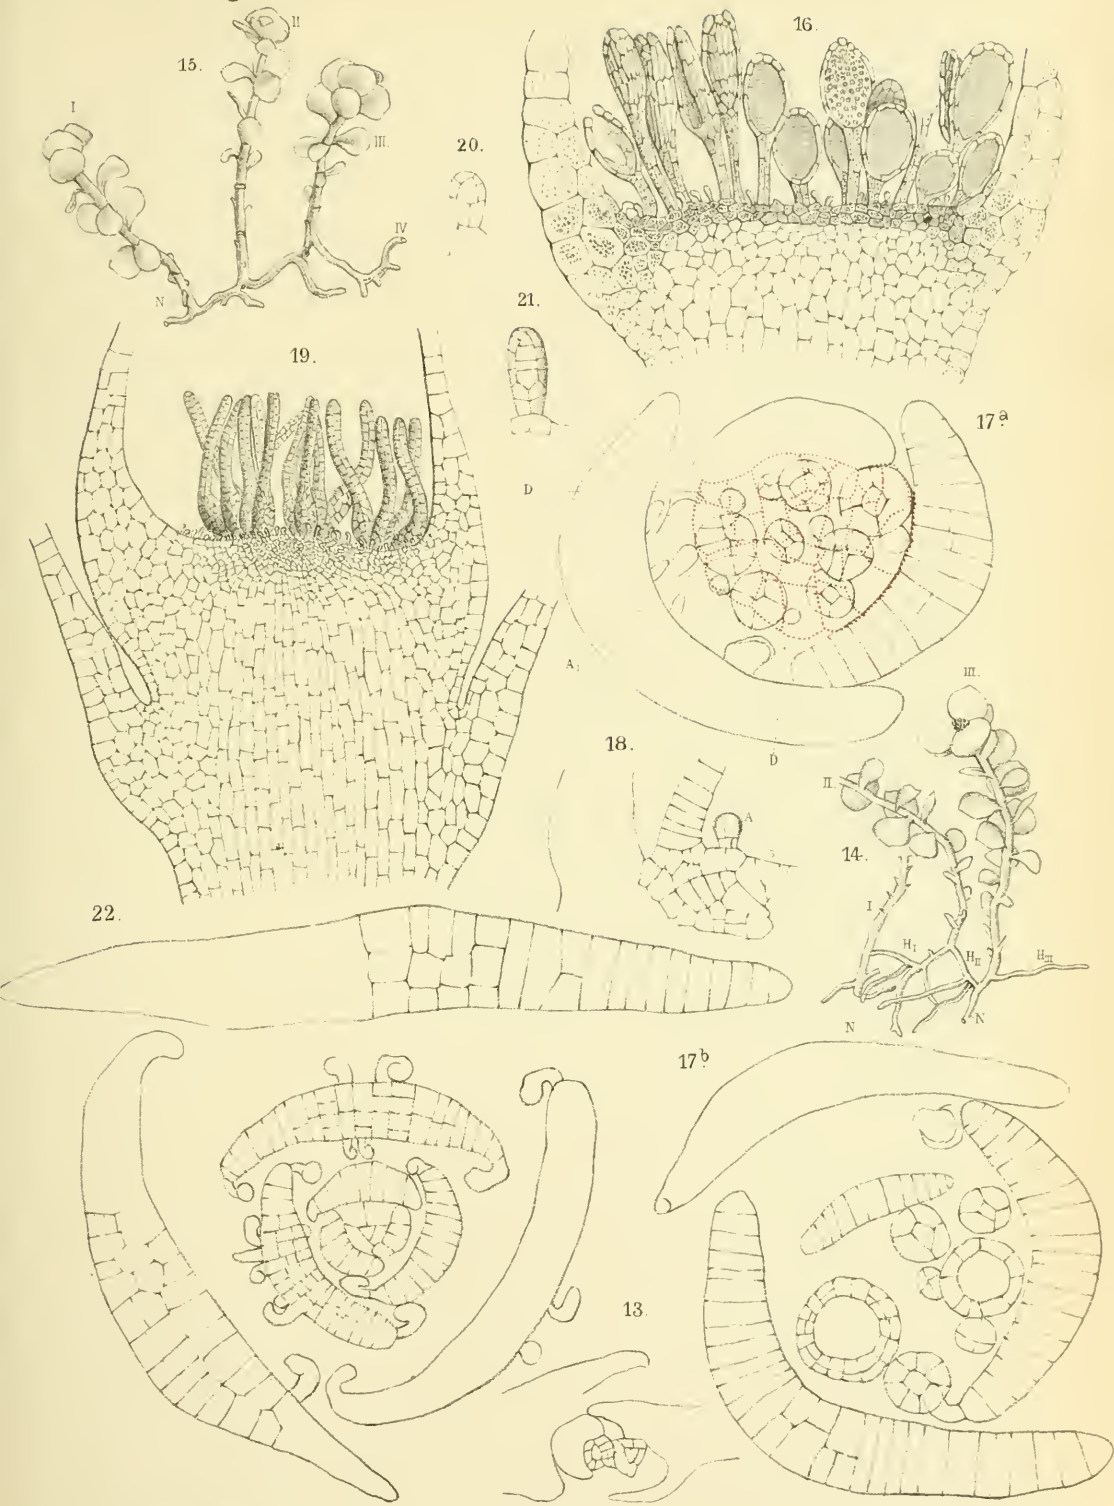 15.
I
II
III.
IV
N
16.
20.
21.
19.
17a.
D
A1
18.
D
A
III.
II.
14.
I
HI
HII
HIII
N
N
22.
17b.
13.